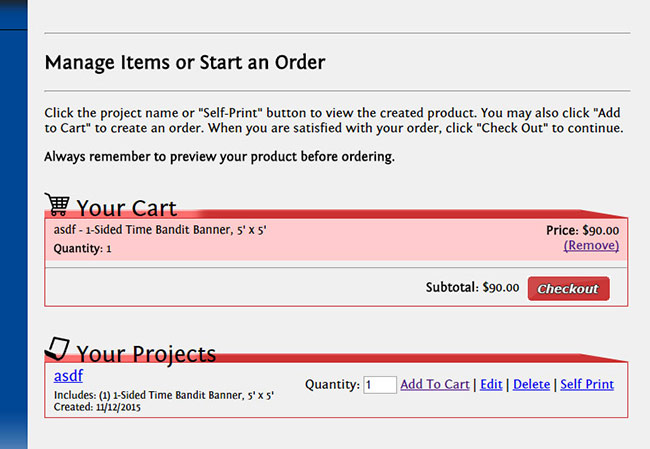 Manage Items or Start an Order
Click the project name or "Self-Print" button to view the created product. You may also click "Add
to Cart" to create an order. When you are satisfied with your order, click "Check Out" to continue.
Always remember to preview your product before ordering.
Your Cart
asdf - 1-Sided Time Bandit Banner, 5' x 5' Price: $90.00
Quantity: 1 (Remove)
Subtotal: $90.00 Checkout
Your Projects
asdf
Quantity: 1 Add To Cart | Edit | Delete | Self Print
Includes: (1) 1-Sided Time Bandit Banner, 5' x 5'
Created: 11/12/2015